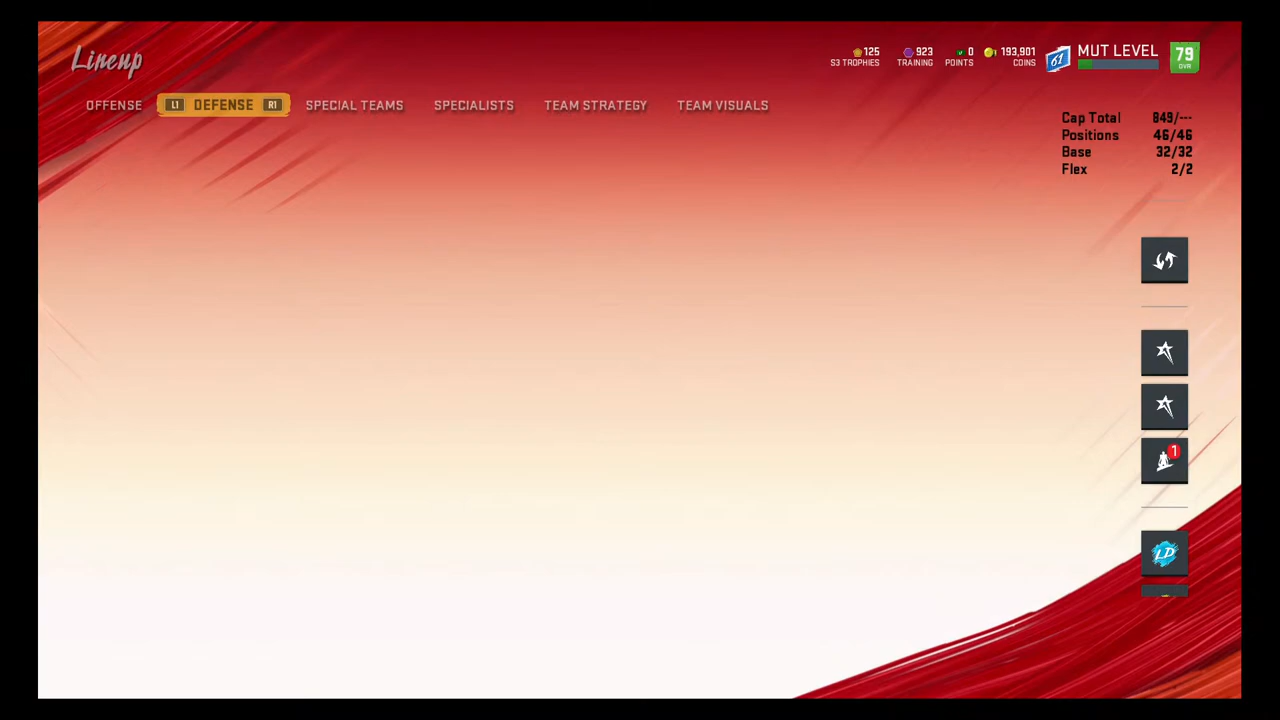 Lineup
125
S3 TROPHIES
923
TRAINING
0
POINTS
193,901
COINS
61
MUT LEVEL
79
OVR
OFFENSE
L1 DEFENSE R1
SPECIAL TEAMS
SPECIALISTS
TEAM STRATEGY
TEAM VISUALS
Cap Total 849/---
Positions 46/46
Base 32/32
Flex 2/2
1
LD